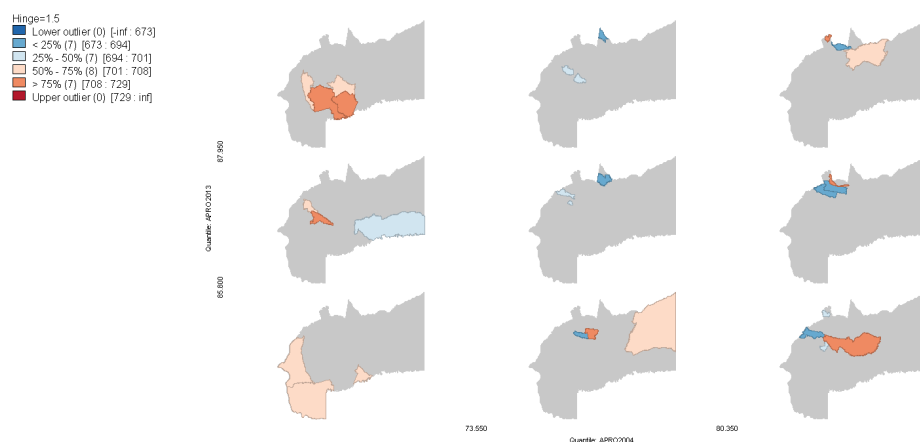 Hinge=1.5
Lower outlier (0) [-inf : 673]
< 25% (7) [673 : 694]
25% - 50% (7) [694 : 701]
50% - 75% (8) [701 : 708]
> 75% (7) [708 : 729]
Upper outlier (0) [729 : inf]
87.950
Quantile: APRO2013
85.800
73.550
80.350
Quantile: APRO2004